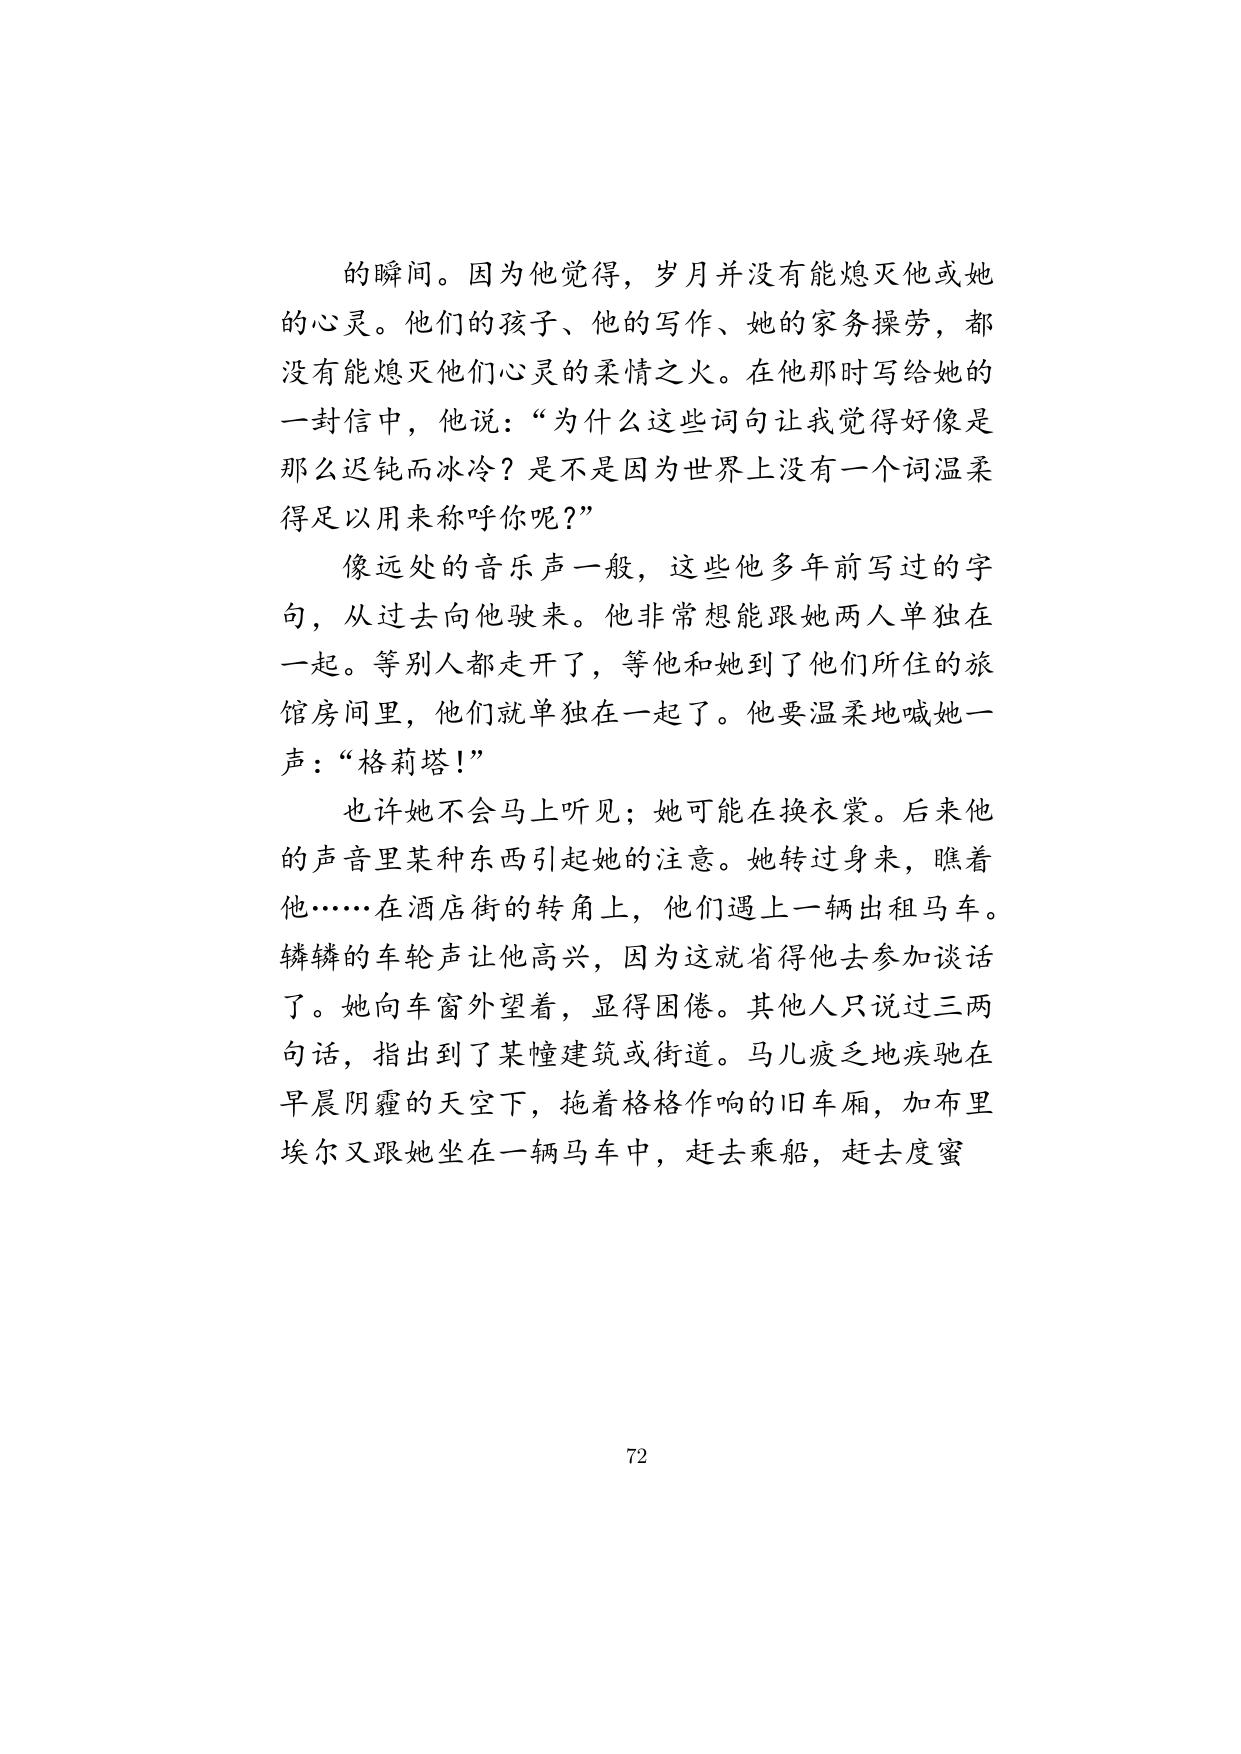 的瞬间。因为他觉得，岁月并没有能熄灭他或她
的心灵。他们的孩子、他的写作、她的家务操劳，都
没有能熄灭他们心灵的柔情之火。在他那时写给她的
一封信中，他说：“为什么这些词句让我觉得好像是
那么迟钝而冰冷？是不是因为世界上没有一个词温柔
得足以用来称呼你呢？”
像远处的音乐声一般，这些他多年前写过的字
句，从过去向他驶来。他非常想能跟她两人单独在
一起。等别人都走开了，等他和她到了他们所住的旅
馆房间里，他们就单独在一起了。他要温柔地喊她一
声：“格莉塔！”
也许她不会马上听见；她可能在换衣裳。后来他
的声音里某种东西引起她的注意。她转过身来，瞧着
他……在酒店街的转角上，他们遇上一辆出租马车。
辚辚的车轮声让他高兴，因为这就省得他去参加谈话
了。她向车窗外望着，显得困倦。其他人只说过三两
句话，指出到了某幢建筑或街道。马儿疲乏地疾驰在
早晨阴霾的天空下，拖着格格作响的旧车厢，加布里
埃尔又跟她坐在一辆马车中，赶去乘船，赶去度蜜
72